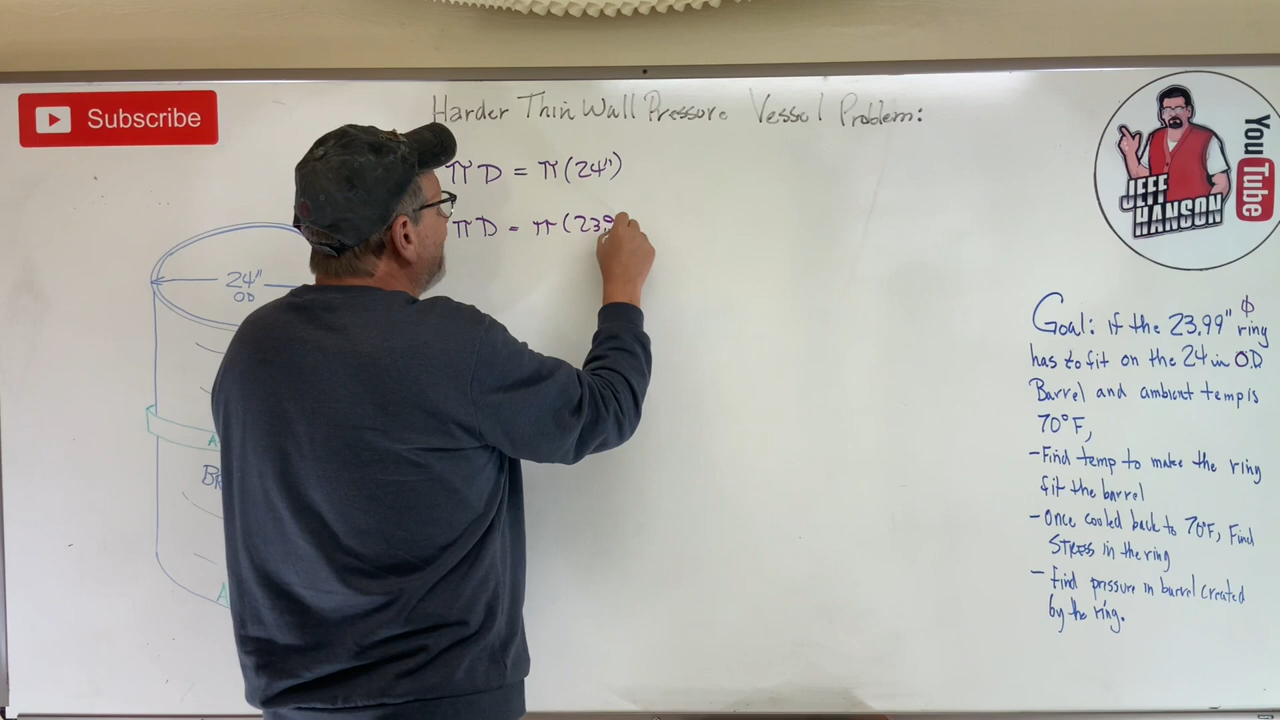 Subscribe
Harder Thin Wall Pressure Vessel Problem:
πD = π(24")
πD = π(23.9
24"
OD
A
BR
A
JEFF
HANSON
YouTube
Goal: if the 23.99" φ ring
has to fit on the 24 in OD
Barrel and ambient temp is
70°F,
- Find temp to make the ring
fit the barrel
- Once cooled back to 70°F, Find
STRESS in the ring
- find pressure in barrel created
by the ring.